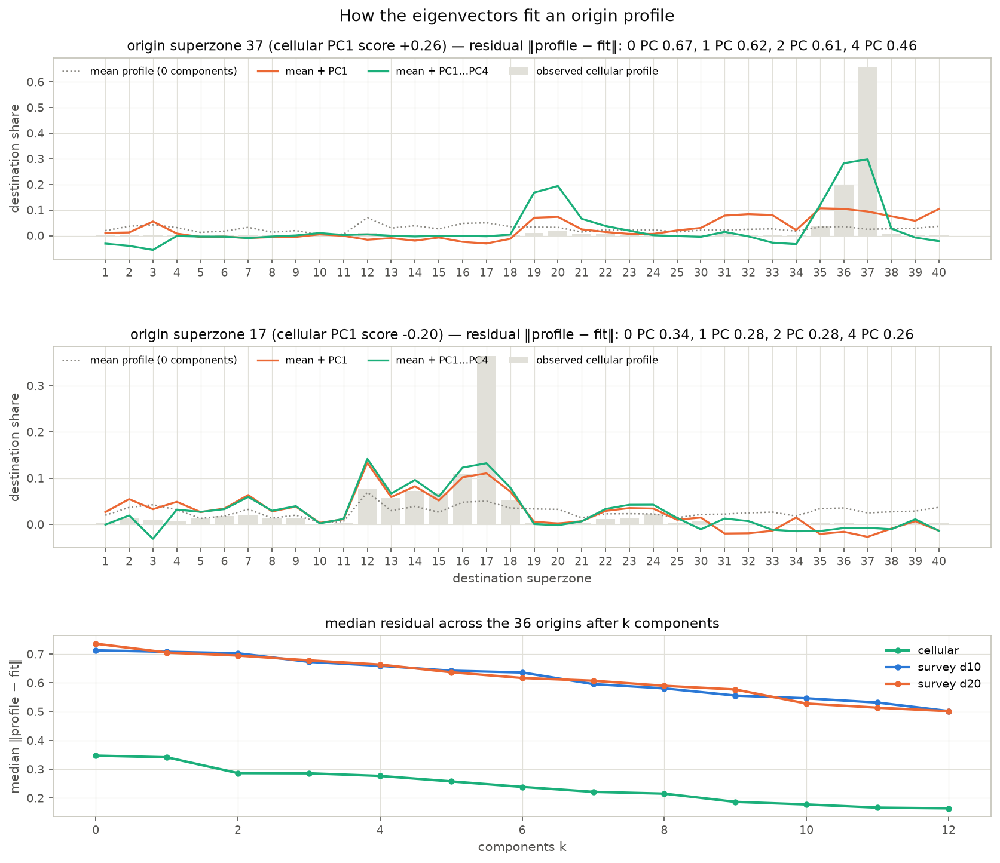 How the eigenvectors fit an origin profile
origin superzone 37 (cellular PC1 score +0.26) — residual ‖profile − fit‖: 0 PC 0.67, 1 PC 0.62, 2 PC 0.61, 4 PC 0.46
mean profile (0 components)
mean + PC1
mean + PC1…PC4
observed cellular profile
destination share
0.6
0.5
0.4
0.3
0.2
0.1
0.0
1 2 3 4 5 6 7 8 9 10 11 12 13 14 15 16 17 18 19 20 21 22 23 24 25 30 31 32 33 34 35 36 37 38 39 40
origin superzone 17 (cellular PC1 score -0.20) — residual ‖profile − fit‖: 0 PC 0.34, 1 PC 0.28, 2 PC 0.28, 4 PC 0.26
mean profile (0 components)
mean + PC1
mean + PC1…PC4
observed cellular profile
destination share
0.3
0.2
0.1
0.0
1 2 3 4 5 6 7 8 9 10 11 12 13 14 15 16 17 18 19 20 21 22 23 24 25 30 31 32 33 34 35 36 37 38 39 40
destination superzone
median residual across the 36 origins after k components
cellular
survey d10
survey d20
median ‖profile − fit‖
0.7
0.6
0.5
0.4
0.3
0.2
0 2 4 6 8 10 12
components k